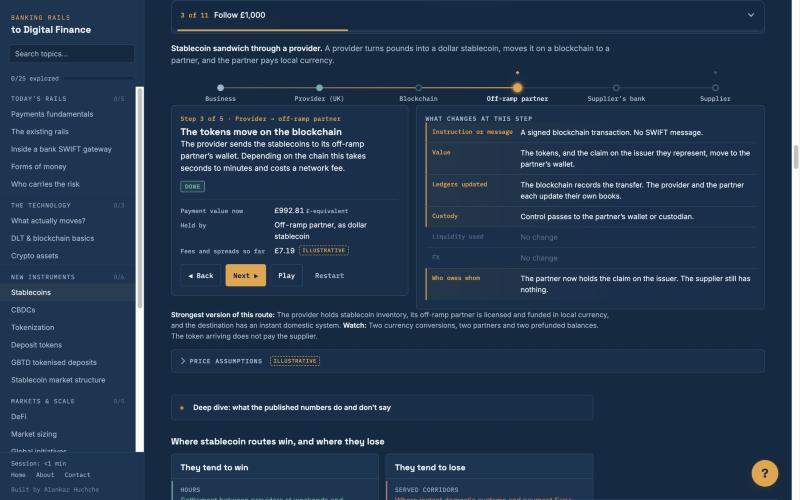 BANKING RAILS
to Digital Finance
Search topics...
0/25 explored
TODAY'S RAILS 0/5
Payments fundamentals
The existing rails
Inside a bank SWIFT gateway
Forms of money
Who carries the risk
THE TECHNOLOGY 0/3
What actually moves?
DLT & blockchain basics
Crypto assets
NEW INSTRUMENTS 0/6
Stablecoins
CBDCs
Tokenization
Deposit tokens
GBTD tokenised deposits
Stablecoin market structure
MARKETS & SCALE 0/5
DeFi
Market sizing
Global initiatives
Session: <1 min
Home About Contact
Built by Alankar Huchche
3 of 11 Follow £1,000
Stablecoin sandwich through a provider. A provider turns pounds into a dollar stablecoin, moves it on a blockchain to a
partner, and the partner pays local currency.
Business Provider (UK) Blockchain Off-ramp partner Supplier's bank Supplier
Step 3 of 5 · Provider → off-ramp partner
The tokens move on the blockchain
The provider sends the stablecoins to its off-ramp
partner's wallet. Depending on the chain this takes
seconds to minutes and costs a network fee.
DONE
Payment value now £992.81 £-equivalent
Held by Off-ramp partner, as dollar
stablecoin
Fees and spreads so far £7.19 ILLUSTRATIVE
◀ Back Next ▶ Play Restart
WHAT CHANGES AT THIS STEP
Instruction or message A signed blockchain transaction. No SWIFT message.
Value The tokens, and the claim on the issuer they represent, move to the
partner's wallet.
Ledgers updated The blockchain records the transfer. The provider and the partner
each update their own books.
Custody Control passes to the partner's wallet or custodian.
Liquidity used No change
FX No change
Who owes whom The partner now holds the claim on the issuer. The supplier still has
nothing.
Strongest version of this route: The provider holds stablecoin inventory, its off-ramp partner is licensed and funded in local currency,
and the destination has an instant domestic system. Watch: Two currency conversions, two partners and two prefunded balances.
The token arriving does not pay the supplier.
PRICE ASSUMPTIONS ILLUSTRATIVE
Deep dive: what the published numbers do and don't say
Where stablecoin routes win, and where they lose
They tend to win
They tend to lose
HOURS
SERVED CORRIDORS
?